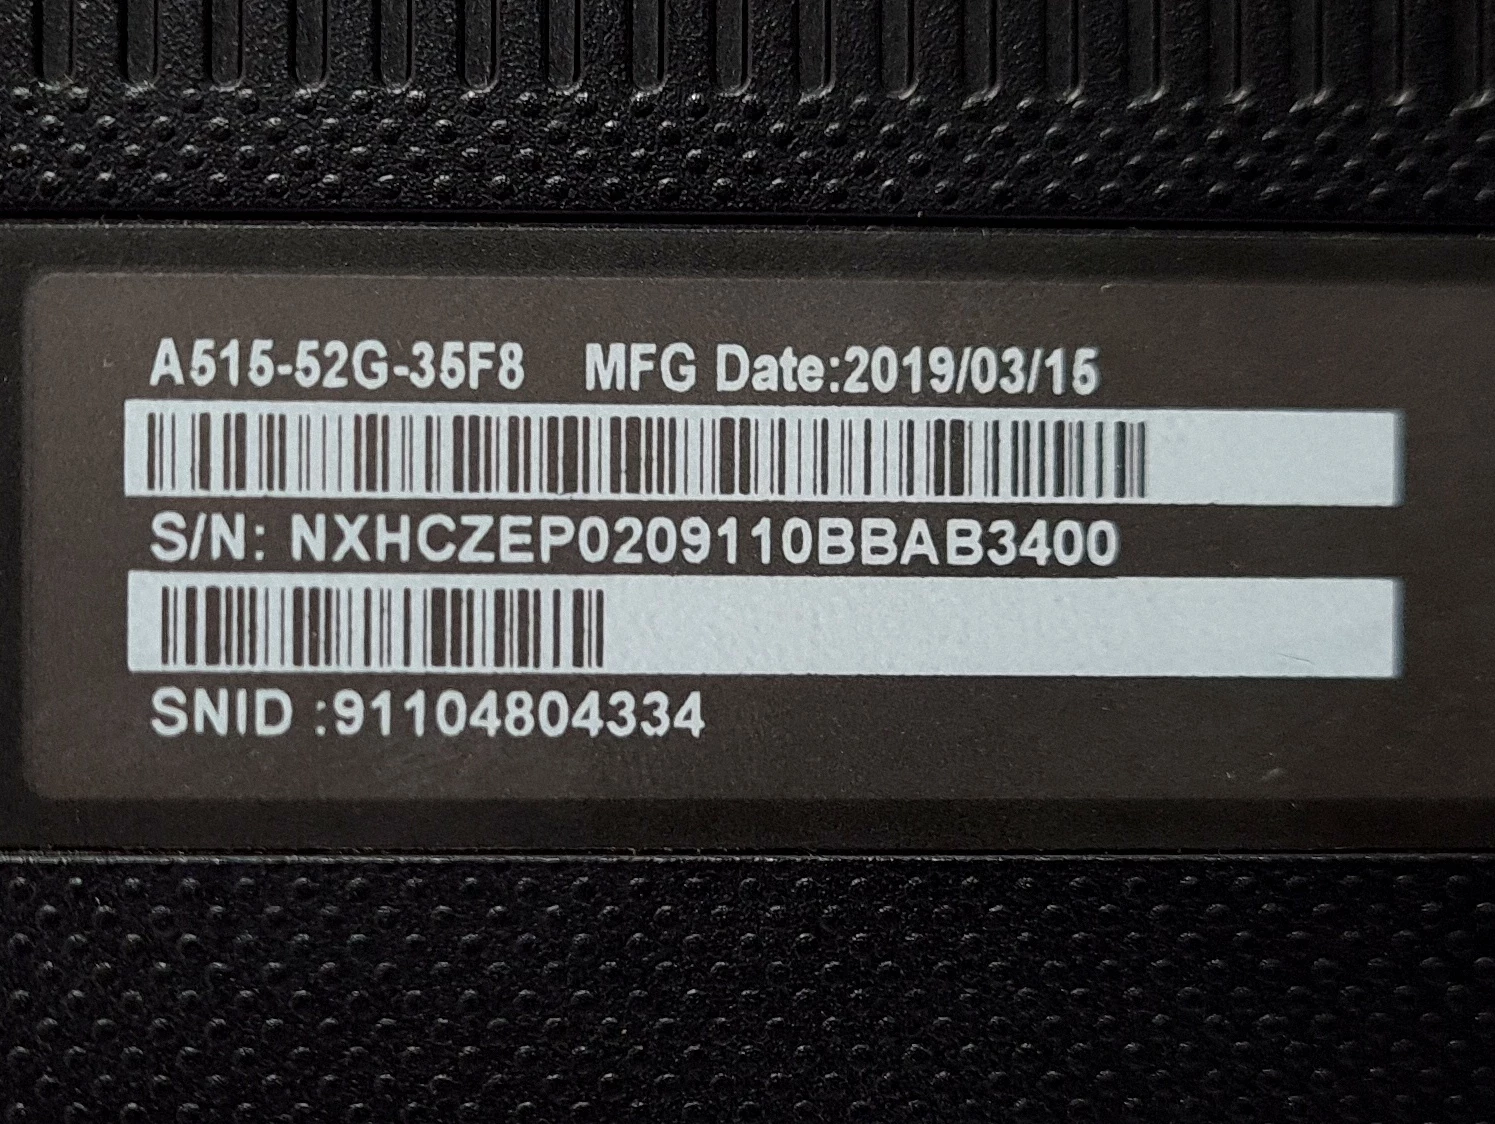 A515-52G-35F8 MFG Date:2019/03/15
S/N: NXHCZEP0209110BBAB3400
SNID :91104804334